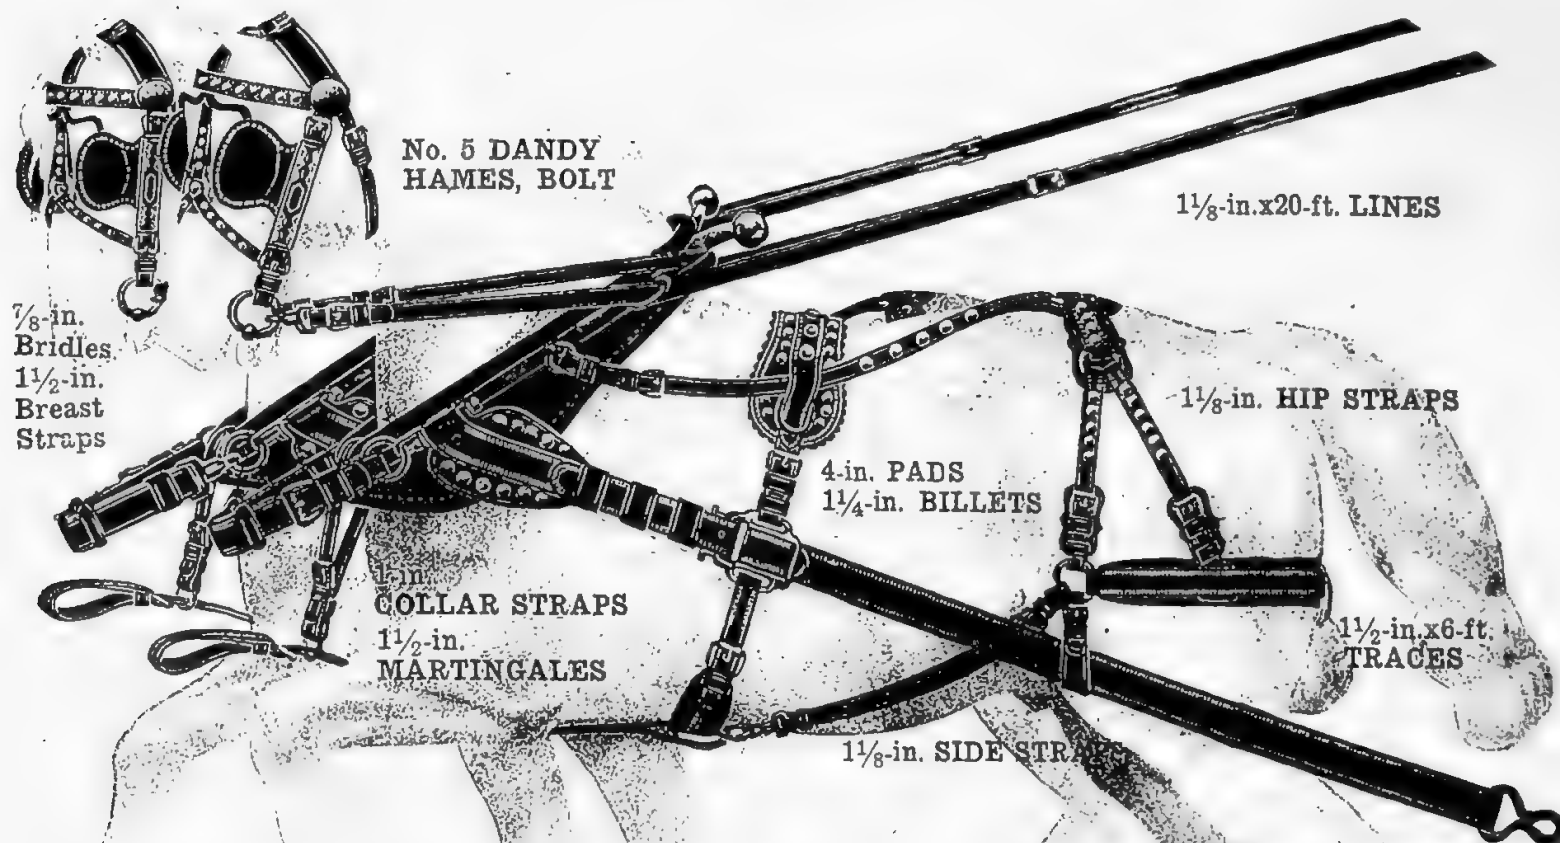 No. 5 DANDY
HAMES, BOLT
1⅛-in.x20-ft. LINES
⅞-in.
Bridles
1½-in.
Breast
Straps
1⅛-in. HIP STRAPS
4-in. PADS
1¼-in. BILLETS
1-in.
COLLAR STRAPS
1½-in.
MARTINGALES
1½-in.x6-ft.
TRACES
1⅛-in. SIDE STRAPS